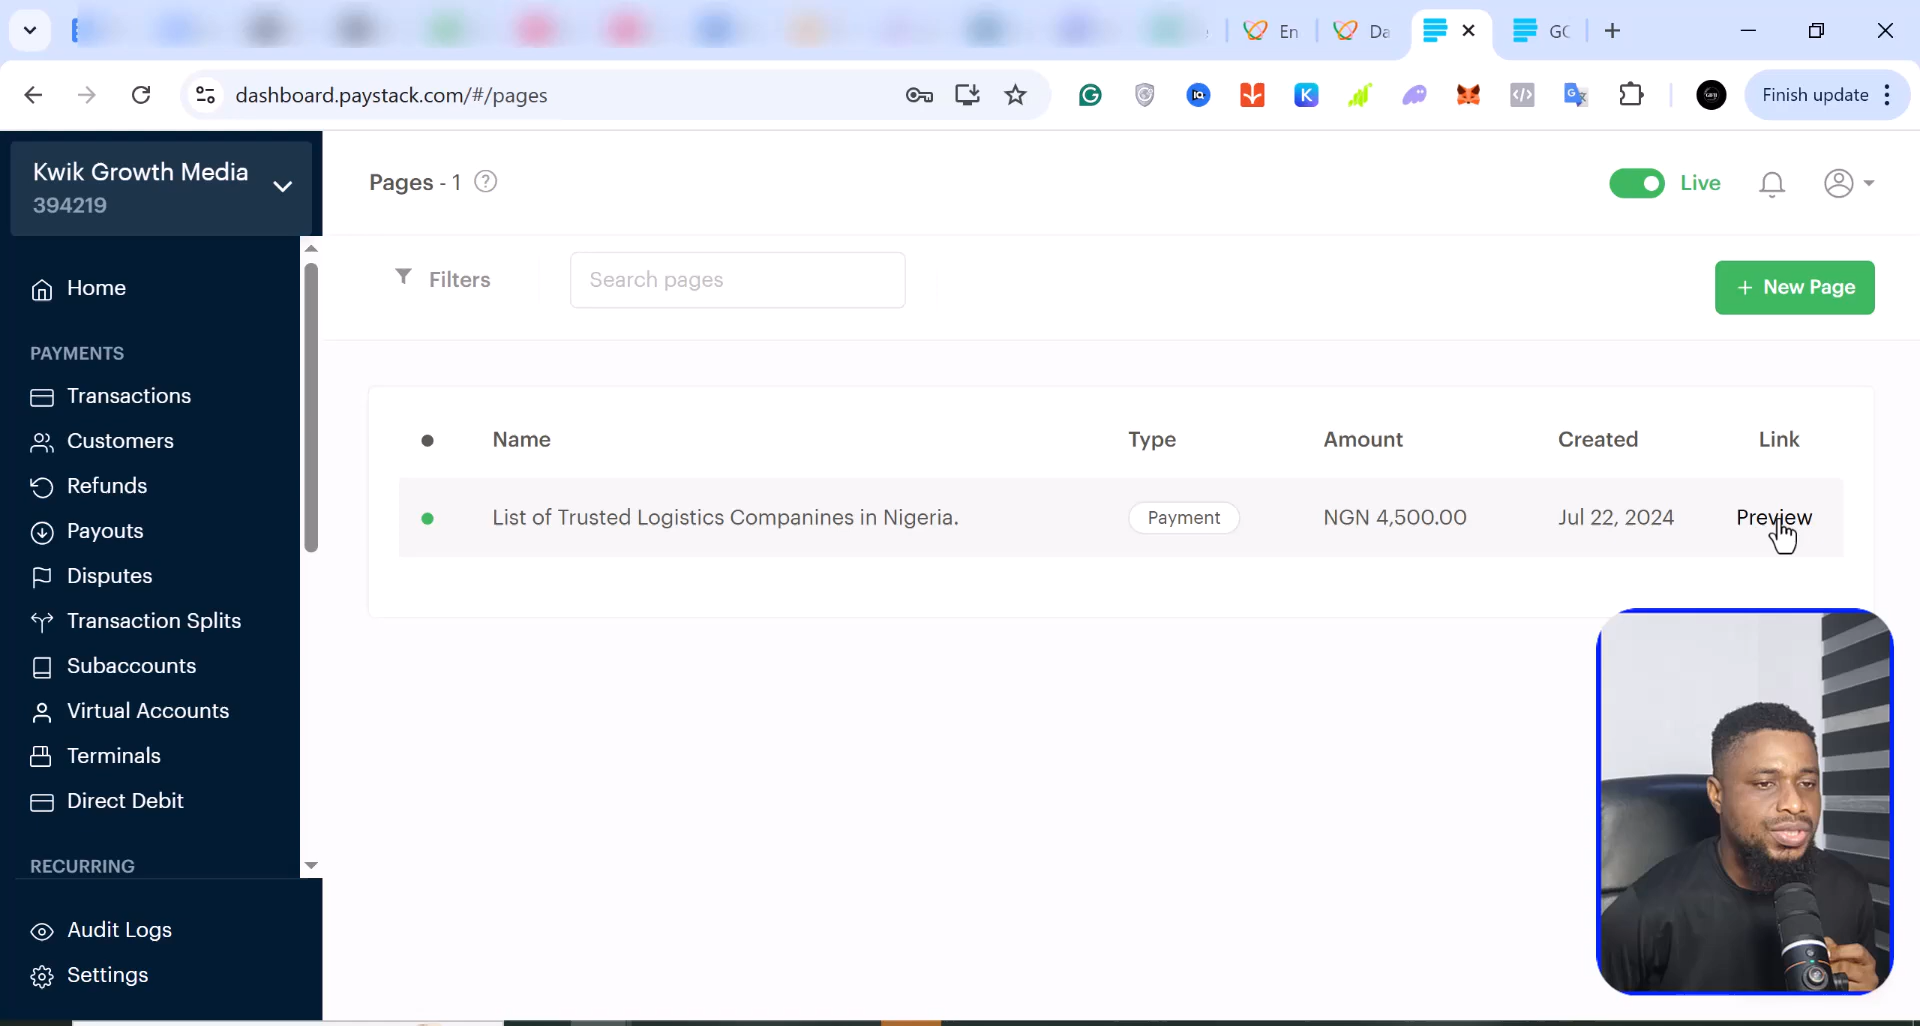 En
Da
GC
dashboard.paystack.com/#/pages
Finish update
Kwik Growth Media
394219
Pages - 1
Live
Home
Filters
Search pages
+ New Page
PAYMENTS
Transactions
Customers
Refunds
Payouts
Disputes
Transaction Splits
Subaccounts
Virtual Accounts
Terminals
Direct Debit
RECURRING
Audit Logs
Settings
Name Type Amount Created Link
List of Trusted Logistics Companines in Nigeria. Payment NGN 4,500.00 Jul 22, 2024 Preview